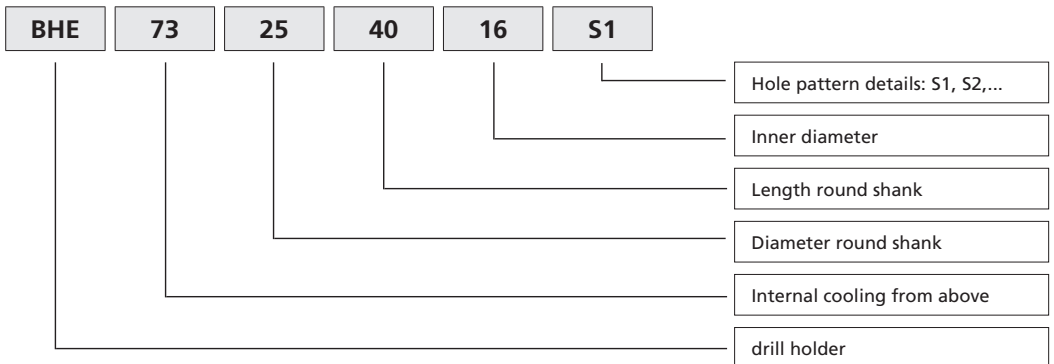 BHE 73 25 40 16 S1
Hole pattern details: S1, S2,...
Inner diameter
Length round shank
Diameter round shank
Internal cooling from above
drill holder